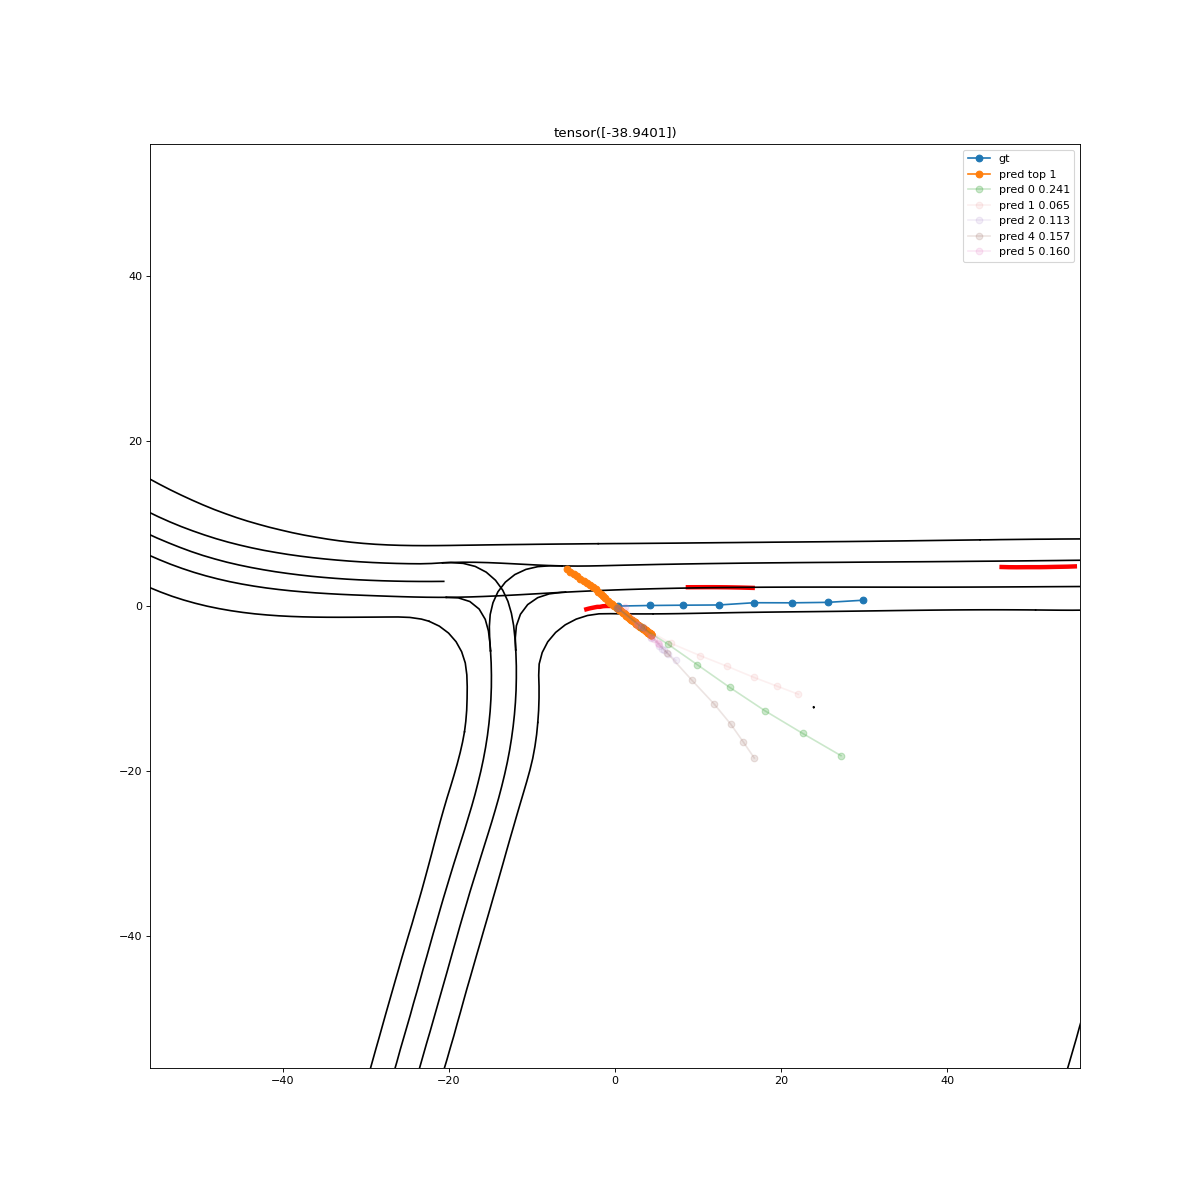 tensor([-38.9401])
gt
pred top 1
pred 0 0.241
pred 1 0.065
pred 2 0.113
pred 4 0.157
pred 5 0.160
40
20
0
−20
−40
−40
−20
0
20
40